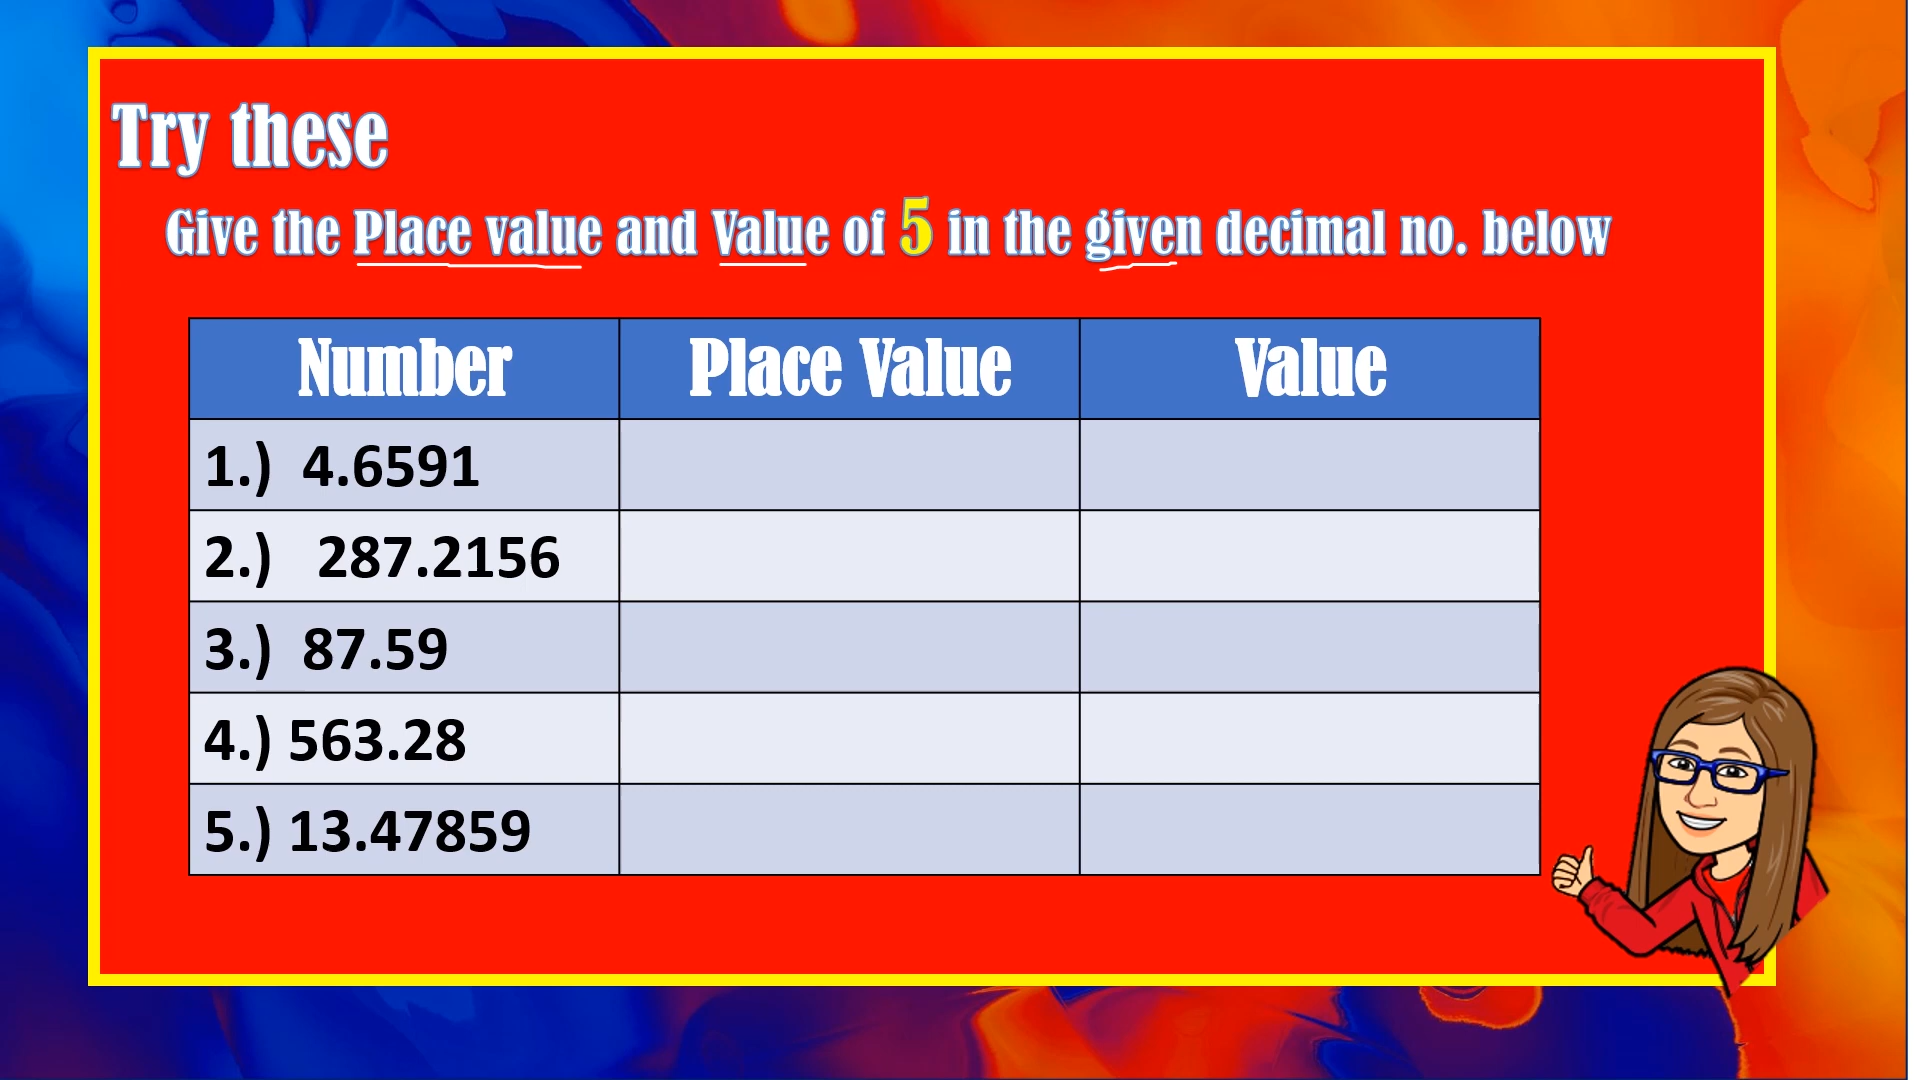 Try these
Give the Place value and Value of 5 in the given decimal no. below
Number Place Value Value
1.) 4.6591
2.) 287.2156
3.) 87.59
4.) 563.28
5.) 13.47859